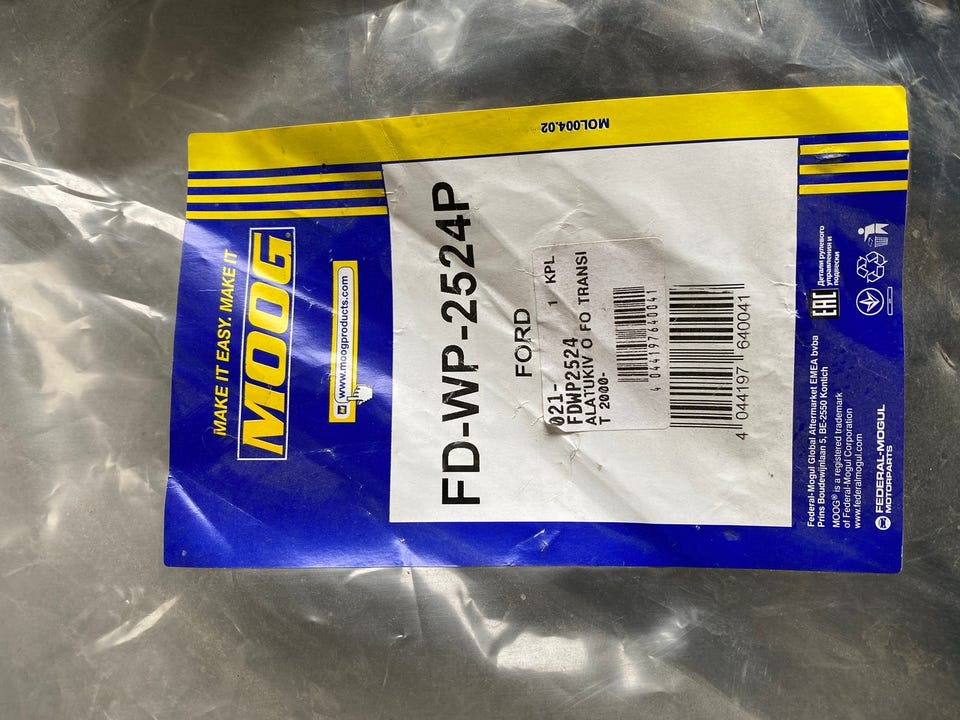 MOL004.02
MAKE IT EASY. MAKE IT
MOOG®
www.moogproducts.com
FD-WP-2524P
FORD
021-
FDWP2524 1 KPL
ALATUKIV O FO TRANSI
T 2000-
4 044197640041
4 044197 640041
Federal-Mogul Global Aftermarket EMEA bvba
Prins Boudewijnlaan 5, BE-2550 Kontich
MOOG® is a registered trademark
of Federal-Mogul Corporation
www.federalmogul.com
FEDERAL-MOGUL
MOTORPARTS
EAC
Детали рулевого
управления и
подвески